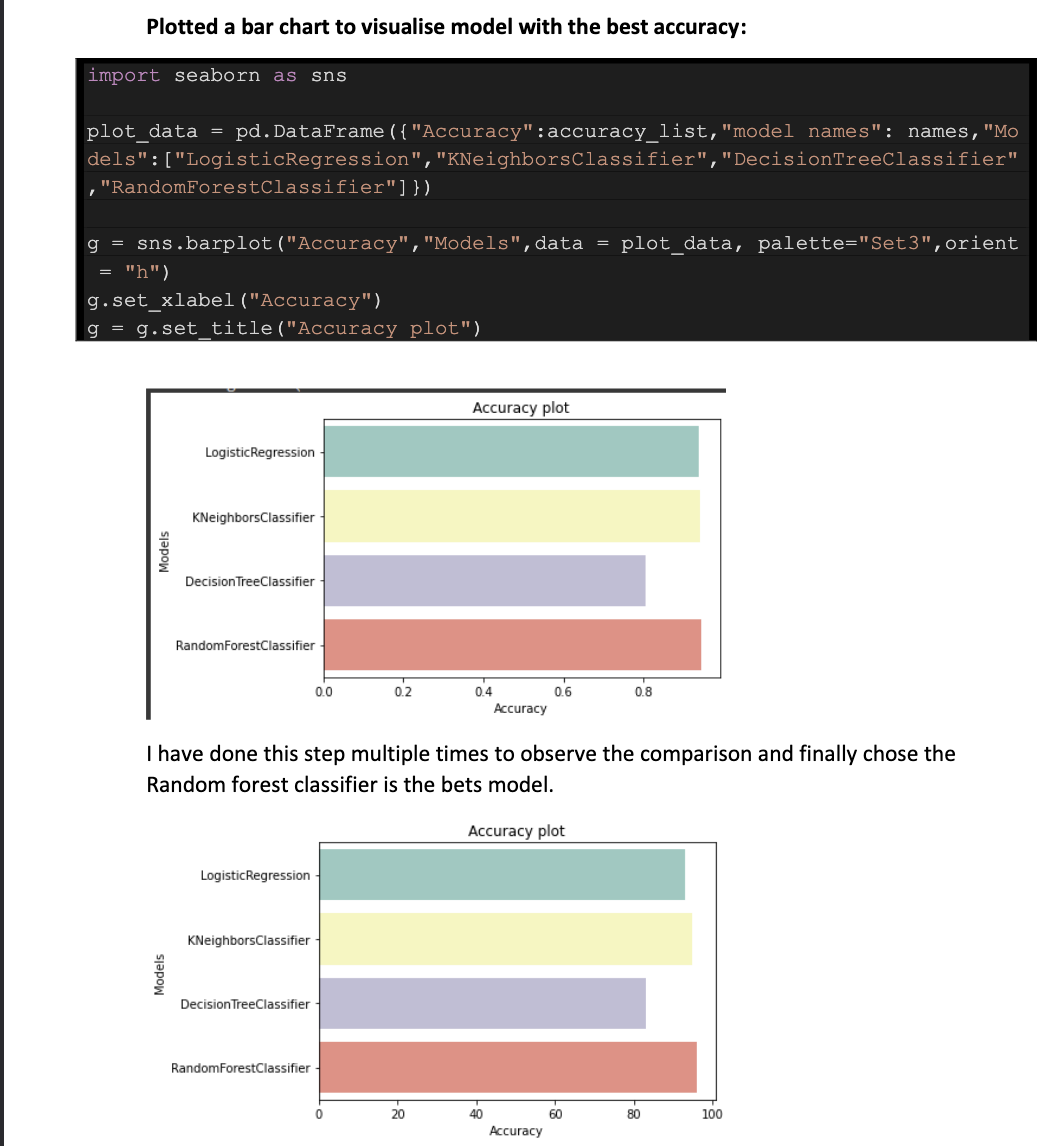 Plotted a bar chart to visualise model with the best accuracy:
import seaborn as sns
plot_data = pd.DataFrame({"Accuracy":accuracy_list,"model names": names,"Mo
dels":["LogisticRegression","KNeighborsClassifier","DecisionTreeClassifier"
,"RandomForestClassifier"]})
g = sns.barplot("Accuracy","Models",data = plot_data, palette="Set3",orient
= "h")
g.set_xlabel("Accuracy")
g = g.set_title("Accuracy plot")
Accuracy plot
LogisticRegression
KNeighborsClassifier
Models
DecisionTreeClassifier
RandomForestClassifier
0.0 0.2 0.4 0.6 0.8
Accuracy
I have done this step multiple times to observe the comparison and finally chose the
Random forest classifier is the bets model.
Accuracy plot
LogisticRegression
KNeighborsClassifier
Models
DecisionTreeClassifier
RandomForestClassifier
0 20 40 60 80 100
Accuracy